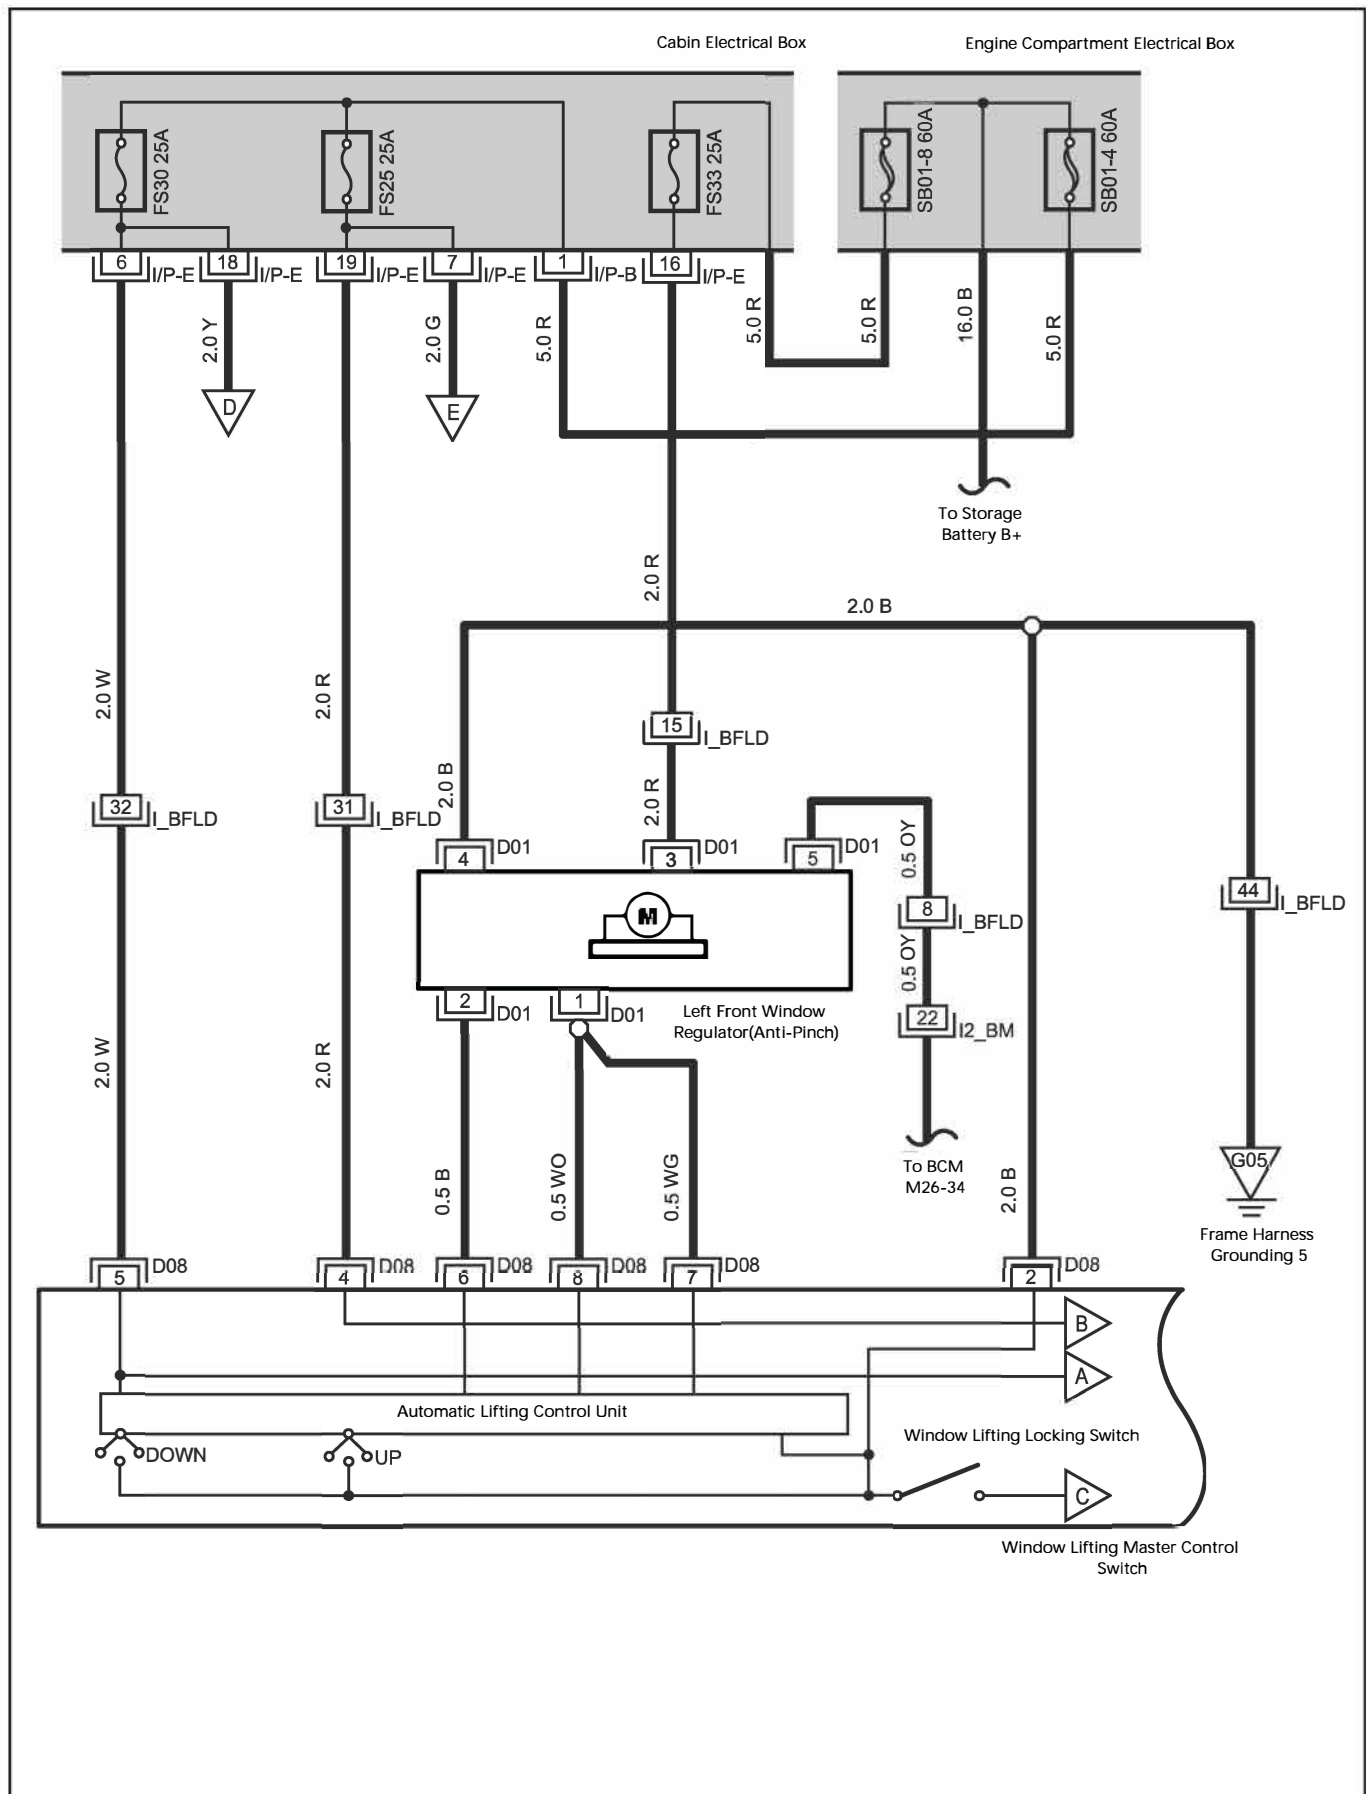 Cabin Electrical Box
Engine Compartment Electrical Box
FS30 25A
FS25 25A
FS33 25A
SB01-8 60A
SB01-4 60A
6
I/P-E
18
I/P-E
19
I/P-E
7
I/P-E
1
I/P-B
16
I/P-E
2.0 Y
2.0 G
5.0 R
5.0 R
5.0 R
16.0 B
5.0 R
D
E
To Storage
Battery B+
2.0 R
2.0 B
2.0 W
2.0 R
15
I_BFLD
2.0 B
2.0 R
32
I_BFLD
31
I_BFLD
4
D01
3
D01
5
D01
0.5 OY
M
8
I_BFLD
44
I_BFLD
0.5 OY
2
D01
1
D01
Left Front Window
Regulator(Anti-Pinch)
22
I2_BM
2.0 W
2.0 R
0.5 B
0.5 WO
0.5 WG
To BCM
M26-34
2.0 B
G05
Frame Harness
Grounding 5
5
D08
4
D08
6
D08
8
D08
7
D08
2
D08
B
A
Automatic Lifting Control Unit
DOWN
UP
Window Lifting Locking Switch
C
Window Lifting Master Control
Switch